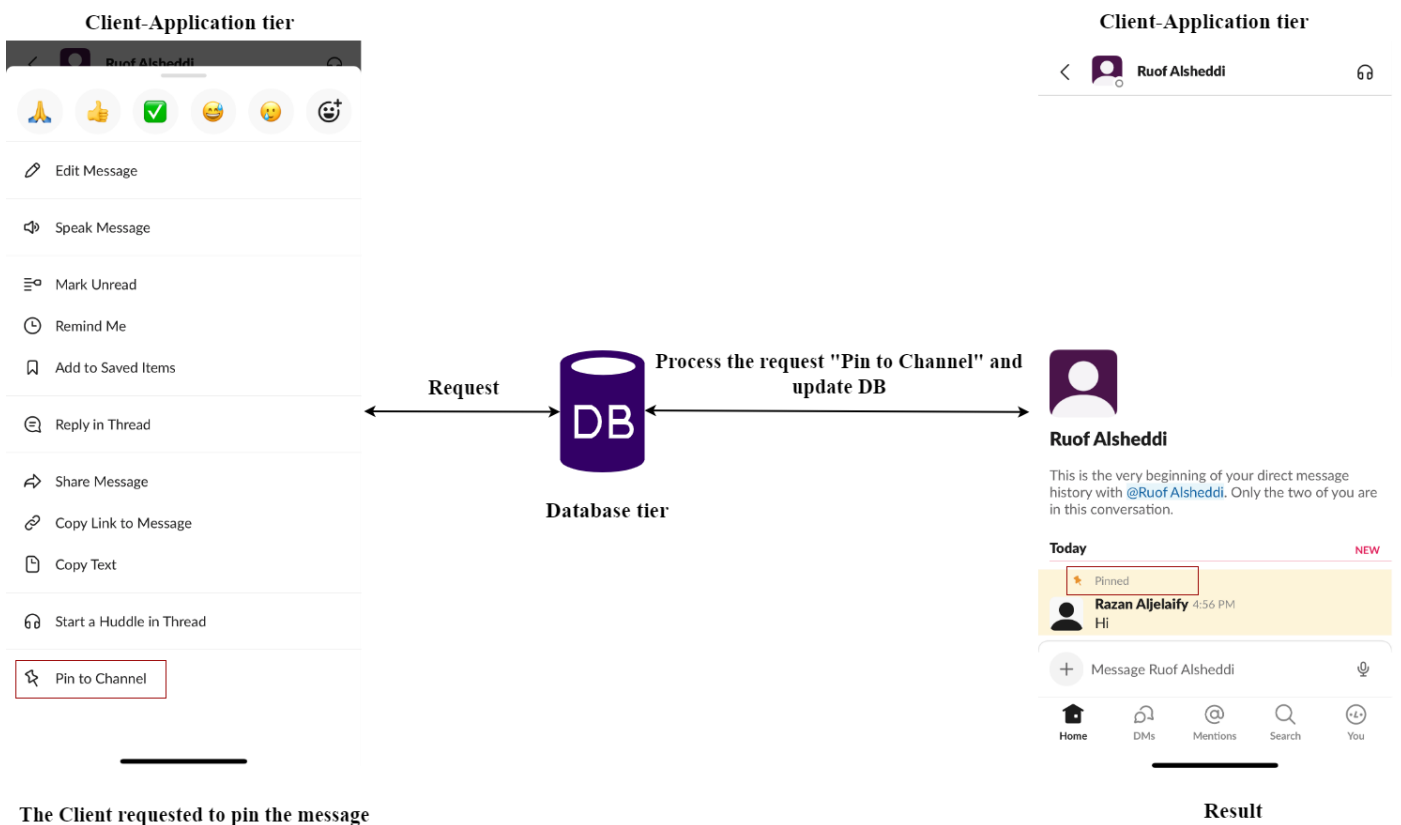 Client-Application tier
Ruof Alsheddi
Edit Message
Speak Message
Mark Unread
Remind Me
Add to Saved Items
Reply in Thread
Share Message
Copy Link to Message
Copy Text
Start a Huddle in Thread
Pin to Channel
The Client requested to pin the message
Request
DB
Database tier
Process the request "Pin to Channel" and
update DB
Client-Application tier
Ruof Alsheddi
Ruof Alsheddi
This is the very beginning of your direct message
history with @Ruof Alsheddi. Only the two of you are
in this conversation.
Today NEW
Pinned
Razan Aljelaify 4:56 PM
Hi
Message Ruof Alsheddi
Home DMs Mentions Search You
Result